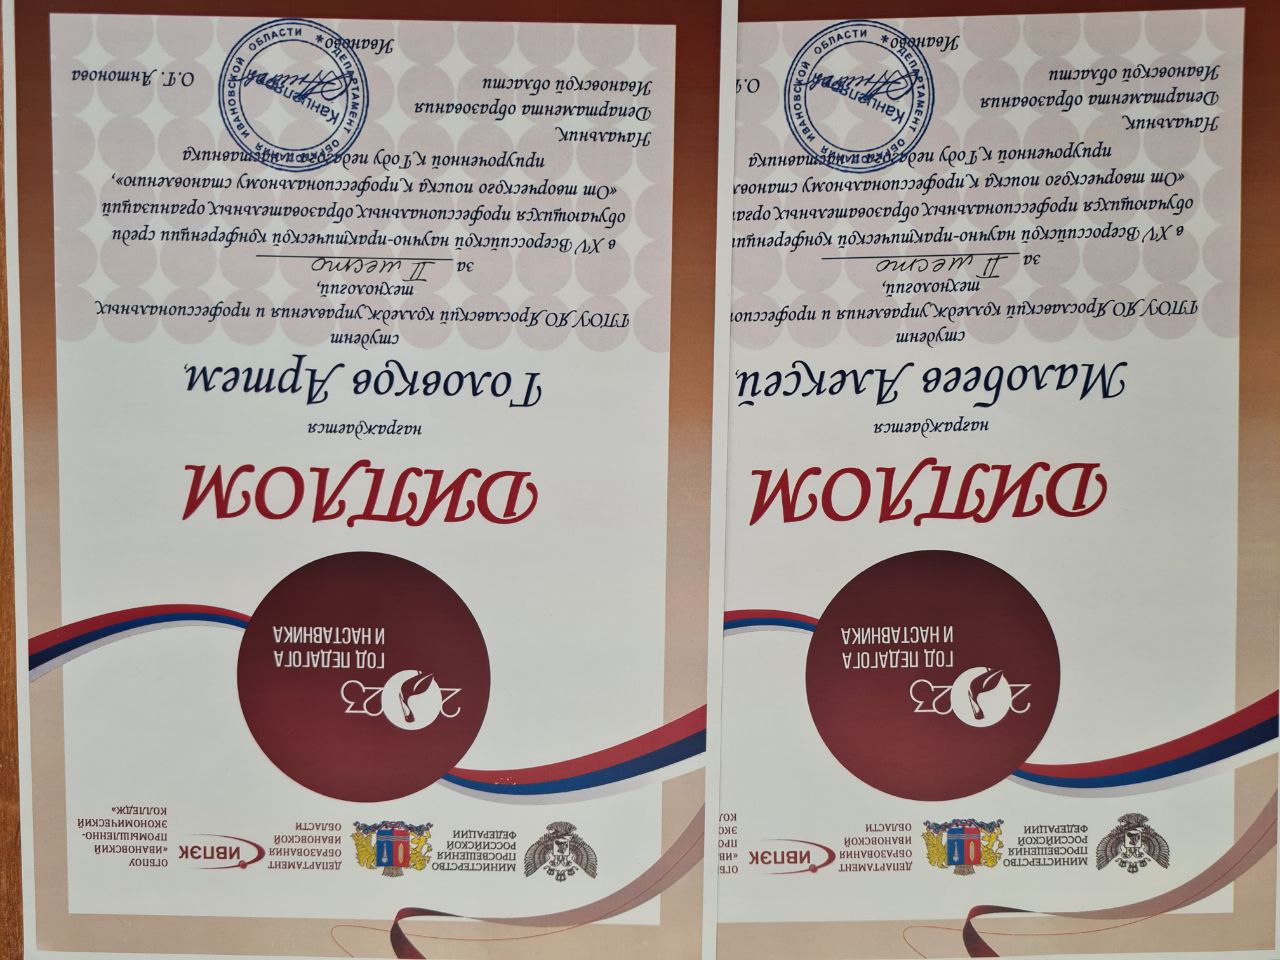 МИНИСТЕРСТВО
ПРОСВЕЩЕНИЯ
РОССИЙСКОЙ
ФЕДЕРАЦИИ
ДЕПАРТАМЕНТ
ОБРАЗОВАНИЯ
ИВАНОВСКОЙ
ОБЛАСТИ
ИВПЭК
2023
ГОД ПЕДАГОГА
И НАСТАВНИКА
ДИПЛОМ
награждается
Малобеев Алексей,
студент
ГПОУ ЯО Ярославский колледж управления и професси
технологий,
за II место
в XV Всероссийской научно-практической конференции
обучающихся профессиональных образовательных орга
«От творческого поиска к профессиональному становл
приуроченной к Году педагога и наставника
Начальник
Департамента образования
Ивановской области
Иваново
ДЕПАРТАМЕНТ ОБРАЗОВАНИЯ ИВАНОВСКОЙ ОБЛАСТИ
Канцелярия
МИНИСТЕРСТВО
ПРОСВЕЩЕНИЯ
РОССИЙСКОЙ
ФЕДЕРАЦИИ
ДЕПАРТАМЕНТ
ОБРАЗОВАНИЯ
ИВАНОВСКОЙ
ОБЛАСТИ
ИВПЭК
ОГБПОУ
«ИВАНОВСКИЙ
ПРОМЫШЛЕННО-
ЭКОНОМИЧЕСКИЙ
КОЛЛЕДЖ»
2023
ГОД ПЕДАГОГА
И НАСТАВНИКА
ДИПЛОМ
награждается
Головков Артем,
студент
ГПОУ ЯО Ярославский колледж управления и профессиональных
технологий,
за II место
в XV Всероссийской научно-практической конференции среди
обучающихся профессиональных образовательных организаций
«От творческого поиска к профессиональному становлению»,
приуроченной к Году педагога и наставника
Начальник
Департамента образования
Ивановской области
О.Г. Антонова
Иваново
ДЕПАРТАМЕНТ ОБРАЗОВАНИЯ ИВАНОВСКОЙ ОБЛАСТИ
Канцелярия